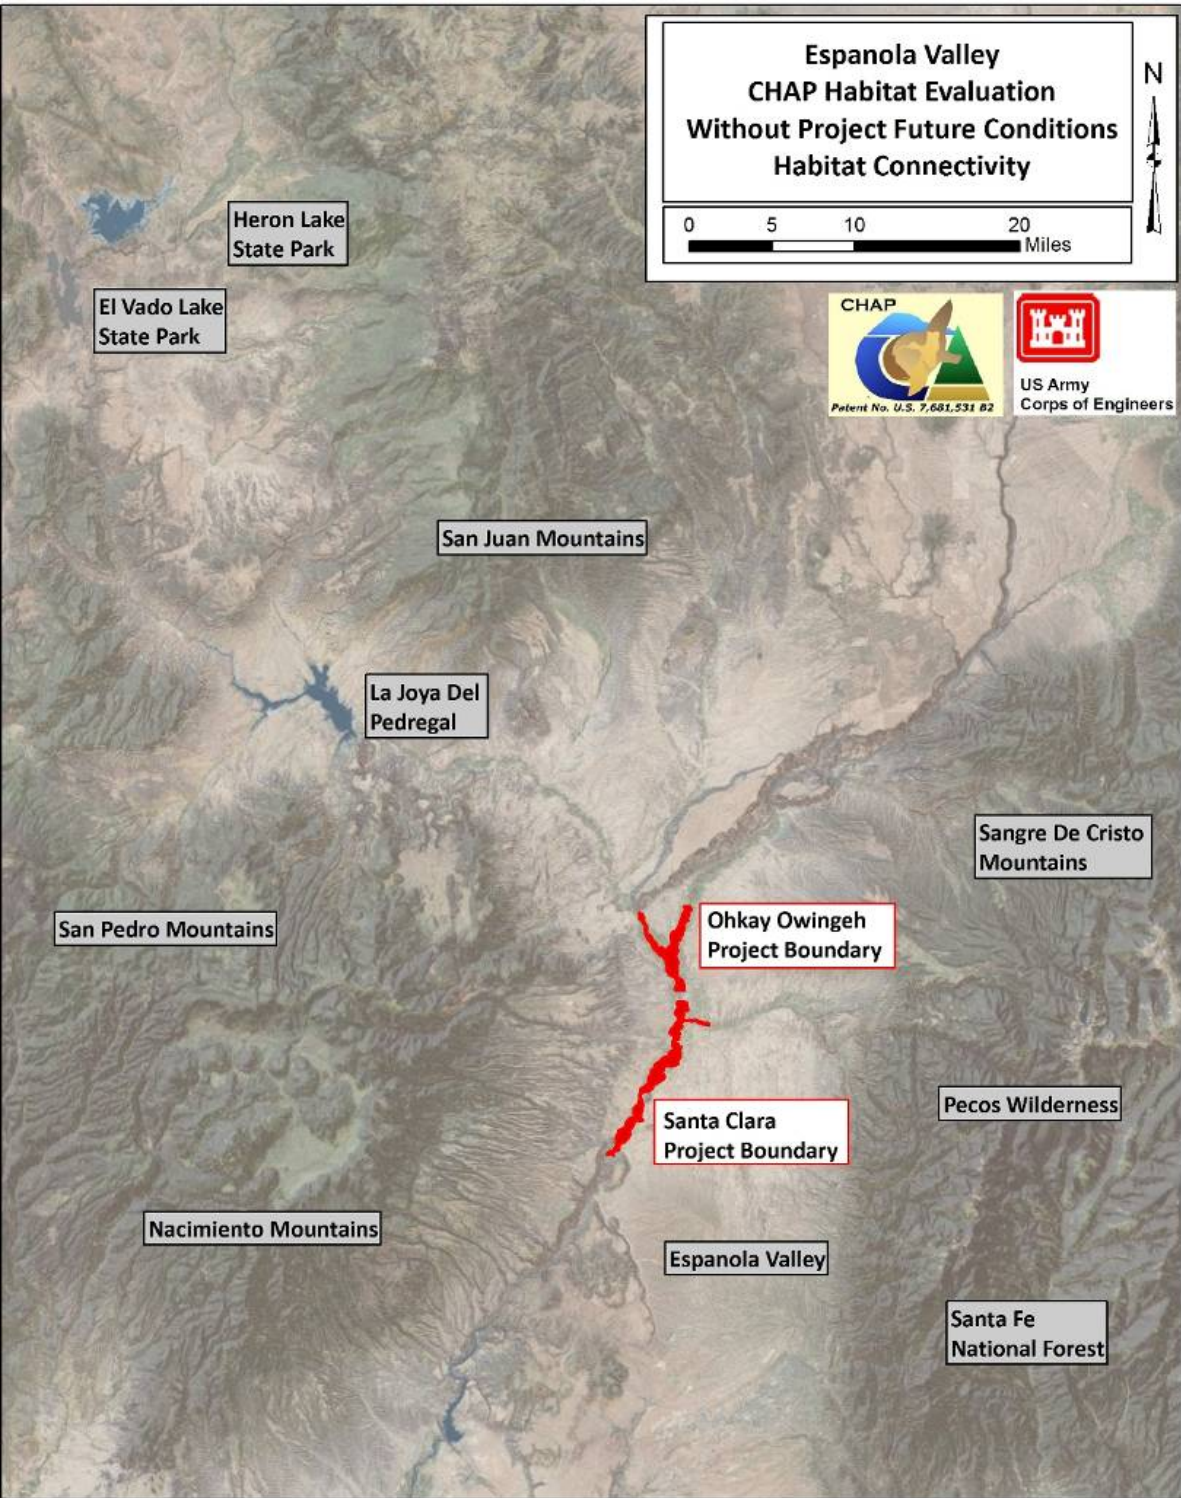 Espanola Valley
CHAP Habitat Evaluation
Without Project Future Conditions
Habitat Connectivity
N
0 5 10 20
Miles
CHAP
Patent No. U.S. 7,681,531 B2
US Army
Corps of Engineers
Heron Lake
State Park
El Vado Lake
State Park
San Juan Mountains
La Joya Del
Pedregal
Sangre De Cristo
Mountains
San Pedro Mountains
Ohkay Owingeh
Project Boundary
Pecos Wilderness
Santa Clara
Project Boundary
Nacimiento Mountains
Espanola Valley
Santa Fe
National Forest